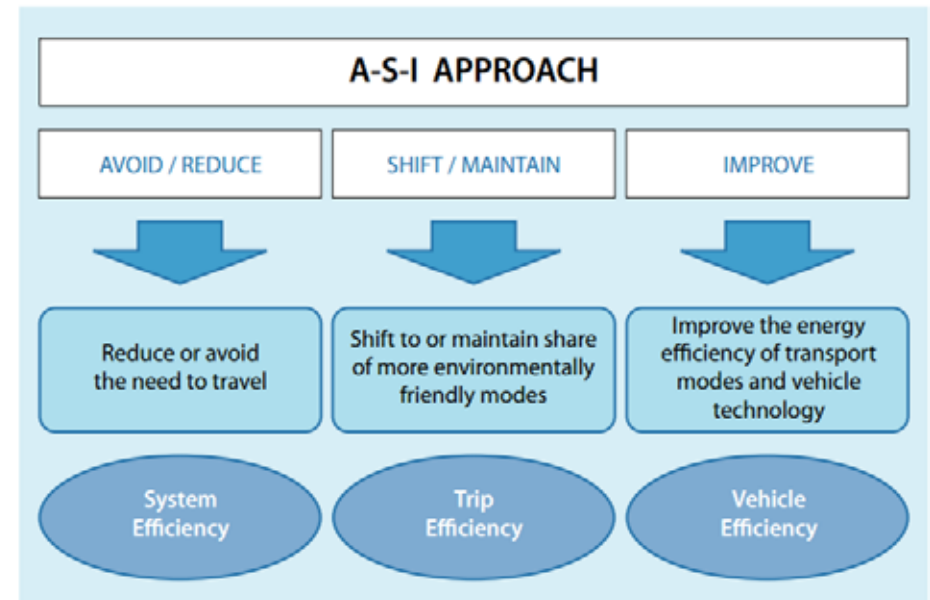 A-S-I APPROACH
AVOID / REDUCE
SHIFT / MAINTAIN
IMPROVE
Reduce or avoid
the need to travel
Shift to or maintain share
of more environmentally
friendly modes
Improve the energy
efficiency of transport
modes and vehicle
technology
System
Efficiency
Trip
Efficiency
Vehicle
Efficiency